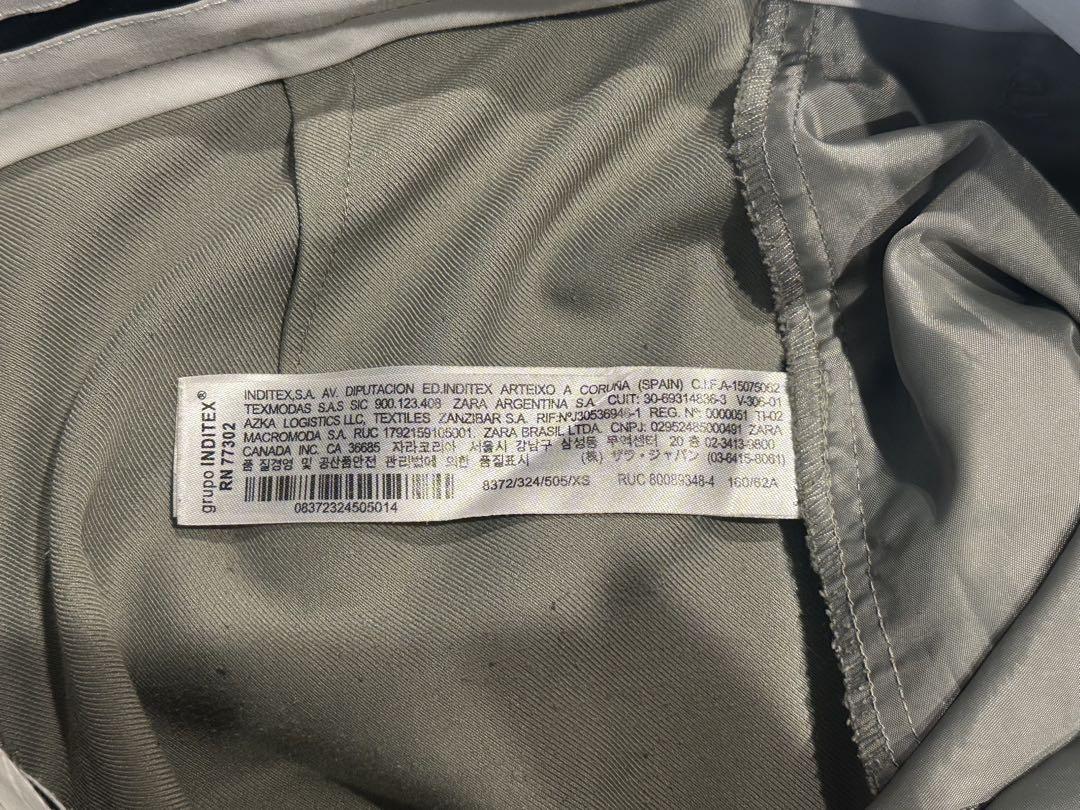 grupo INDITEX®
RN 77302
INDITEX,S.A. AV. DIPUTACION ED.INDITEX ARTEIXO A CORUÑA (SPAIN) C.I.F.A-15075062
TEXMODAS S.A.S SIC 900.123.408 ZARA ARGENTINA S.A. CUIT: 30-69314836-3 V-306-01
AZKA LOGISTICS LLC, TEXTILES ZANZIBAR S.A. RIF:NºJ30536946-1 REG. Nº 0000051 TI-02
MACROMODA S.A. RUC 1792159105001. ZARA BRASIL LTDA. CNPJ: 02952485000491 ZARA
CANADA INC. CA 36685 자라코리아 서울시 강남구 삼성동 무역센터 20층 02-3413-9800
품질경영 및 공산품안전 관리법에 의한 품질표시 (株) ザラ・ジャパン (03-6415-8061)
8372/324/505/XS RUC 80089348-4 160/62A
08372324505014